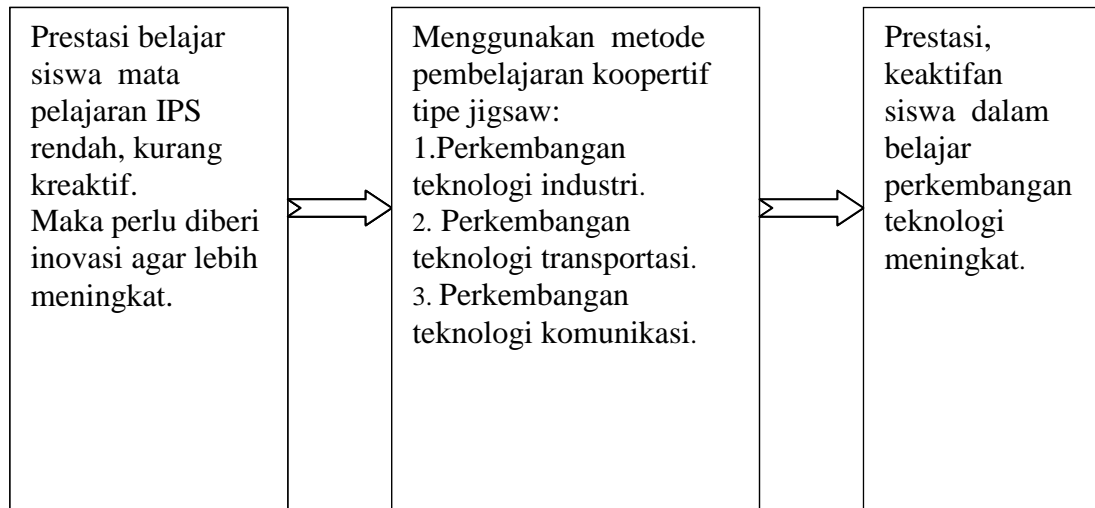 Prestasi belajar
siswa mata
pelajaran IPS
rendah, kurang
kreaktif.
Maka perlu diberi
inovasi agar lebih
meningkat.
Menggunakan metode
pembelajaran koopertif
tipe jigsaw:
1.Perkembangan
teknologi industri.
2. Perkembangan
teknologi transportasi.
3. Perkembangan
teknologi komunikasi.
Prestasi,
keaktifan
siswa dalam
belajar
perkembangan
teknologi
meningkat.